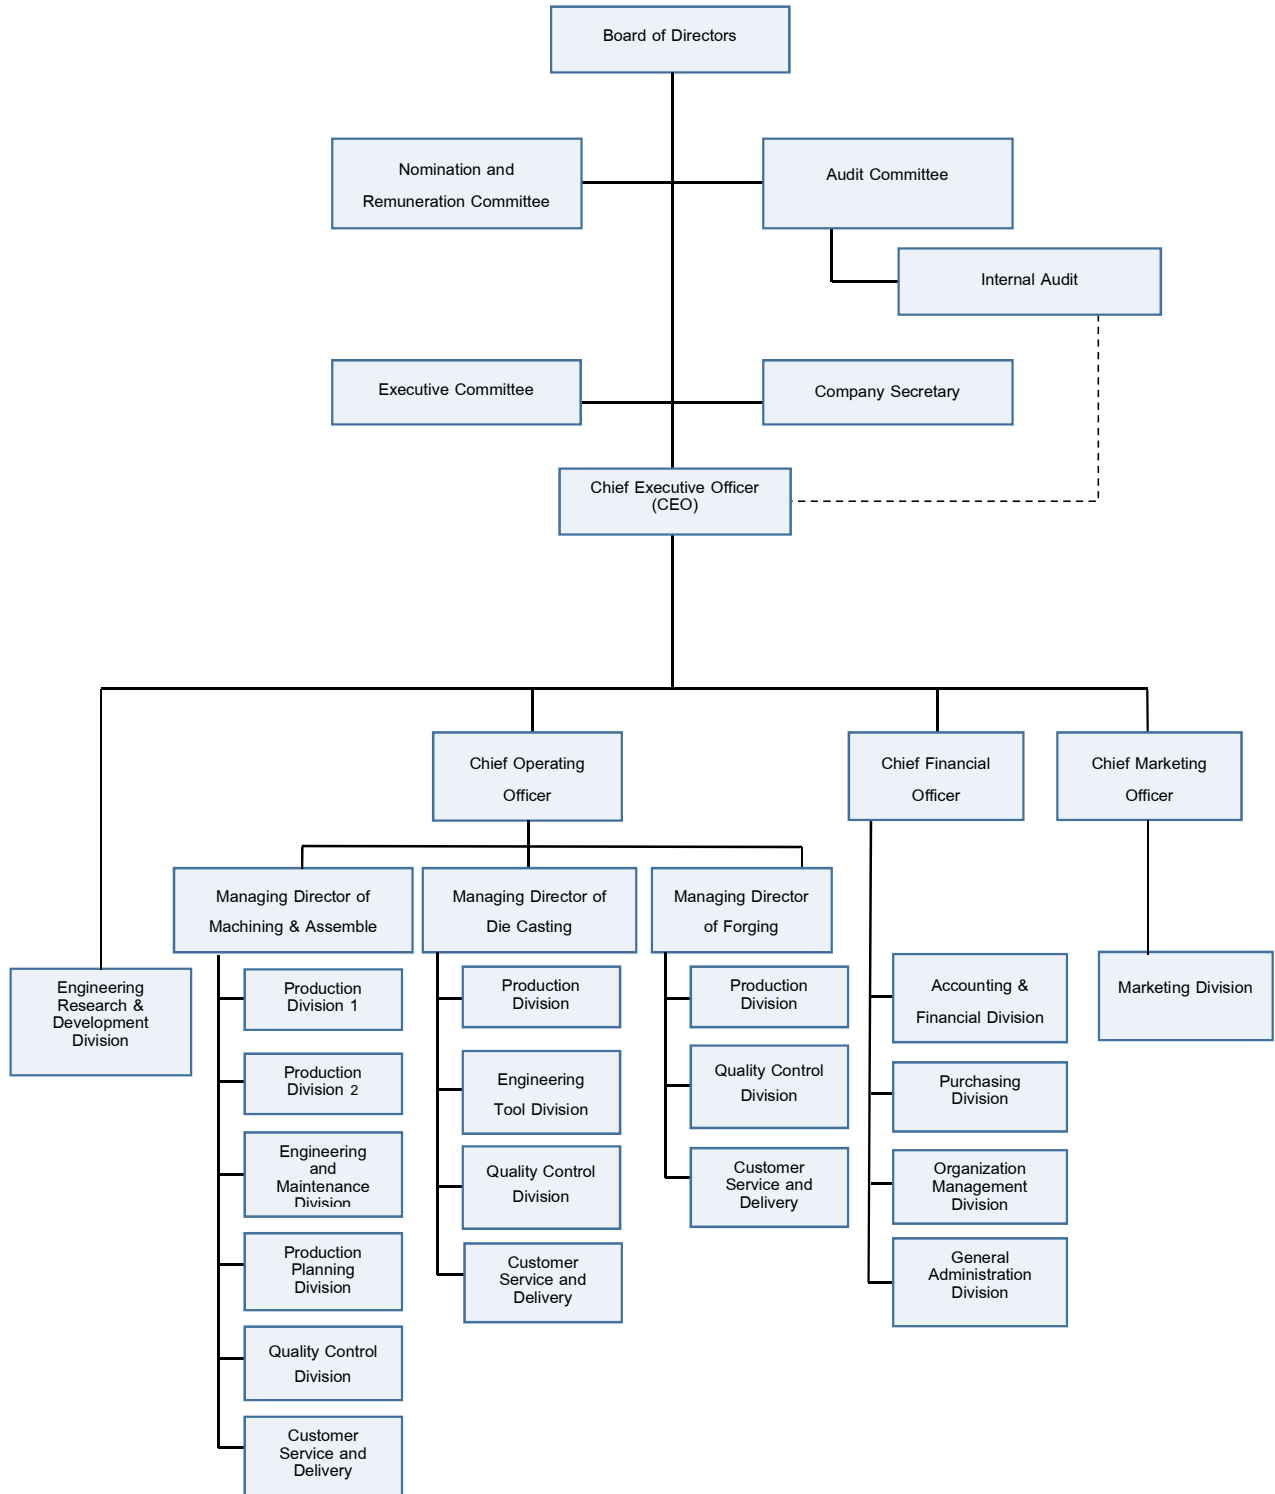 Board of Directors
Nomination and
Remuneration Committee
Audit Committee
Internal Audit
Executive Committee
Company Secretary
Chief Executive Officer
(CEO)
Chief Operating
Officer
Chief Financial
Officer
Chief Marketing
Officer
Managing Director of
Machining & Assemble
Managing Director of
Die Casting
Managing Director
of Forging
Engineering
Research &
Development
Division
Production
Division 1
Production
Division 2
Engineering
and
Maintenance
Division
Production
Planning
Division
Quality Control
Division
Customer
Service and
Delivery
Production
Division
Engineering
Tool Division
Quality Control
Division
Customer
Service and
Delivery
Production
Division
Quality Control
Division
Customer
Service and
Delivery
Accounting &
Financial Division
Purchasing
Division
Organization
Management
Division
General
Administration
Division
Marketing Division